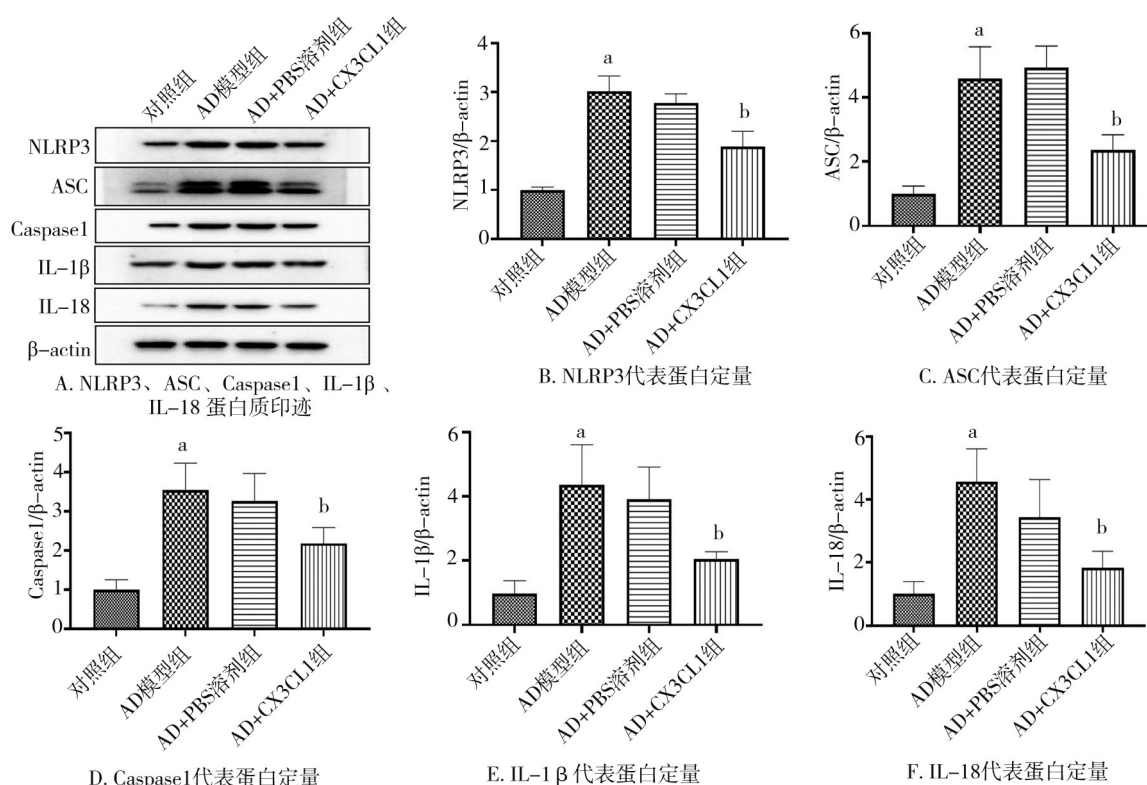 对照组
AD模型组
AD+PBS溶剂组
AD+CX3CL1组
NLRP3
ASC
Caspase1
IL-1β
IL-18
β-actin
A. NLRP3、ASC、Caspase1、IL-1β、
IL-18 蛋白质印迹
NLRP3/β-actin
4
3
2
1
0
a
b
对照组
AD模型组
AD+PBS溶剂组
AD+CX3CL1组
B. NLRP3代表蛋白定量
ASC/β-actin
6
4
2
0
a
b
对照组
AD模型组
AD+PBS溶剂组
AD+CX3CL1组
C. ASC代表蛋白定量
Caspase1/β-actin
5
4
3
2
1
0
a
b
对照组
AD模型组
AD+PBS溶剂组
AD+CX3CL1组
D. Caspase1代表蛋白定量
IL-1β/β-actin
6
4
2
0
a
b
对照组
AD模型组
AD+PBS溶剂组
AD+CX3CL1组
E. IL-1β代表蛋白定量
IL-18/β-actin
6
4
2
0
a
b
对照组
AD模型组
AD+PBS溶剂组
AD+CX3CL1组
F. IL-18代表蛋白定量